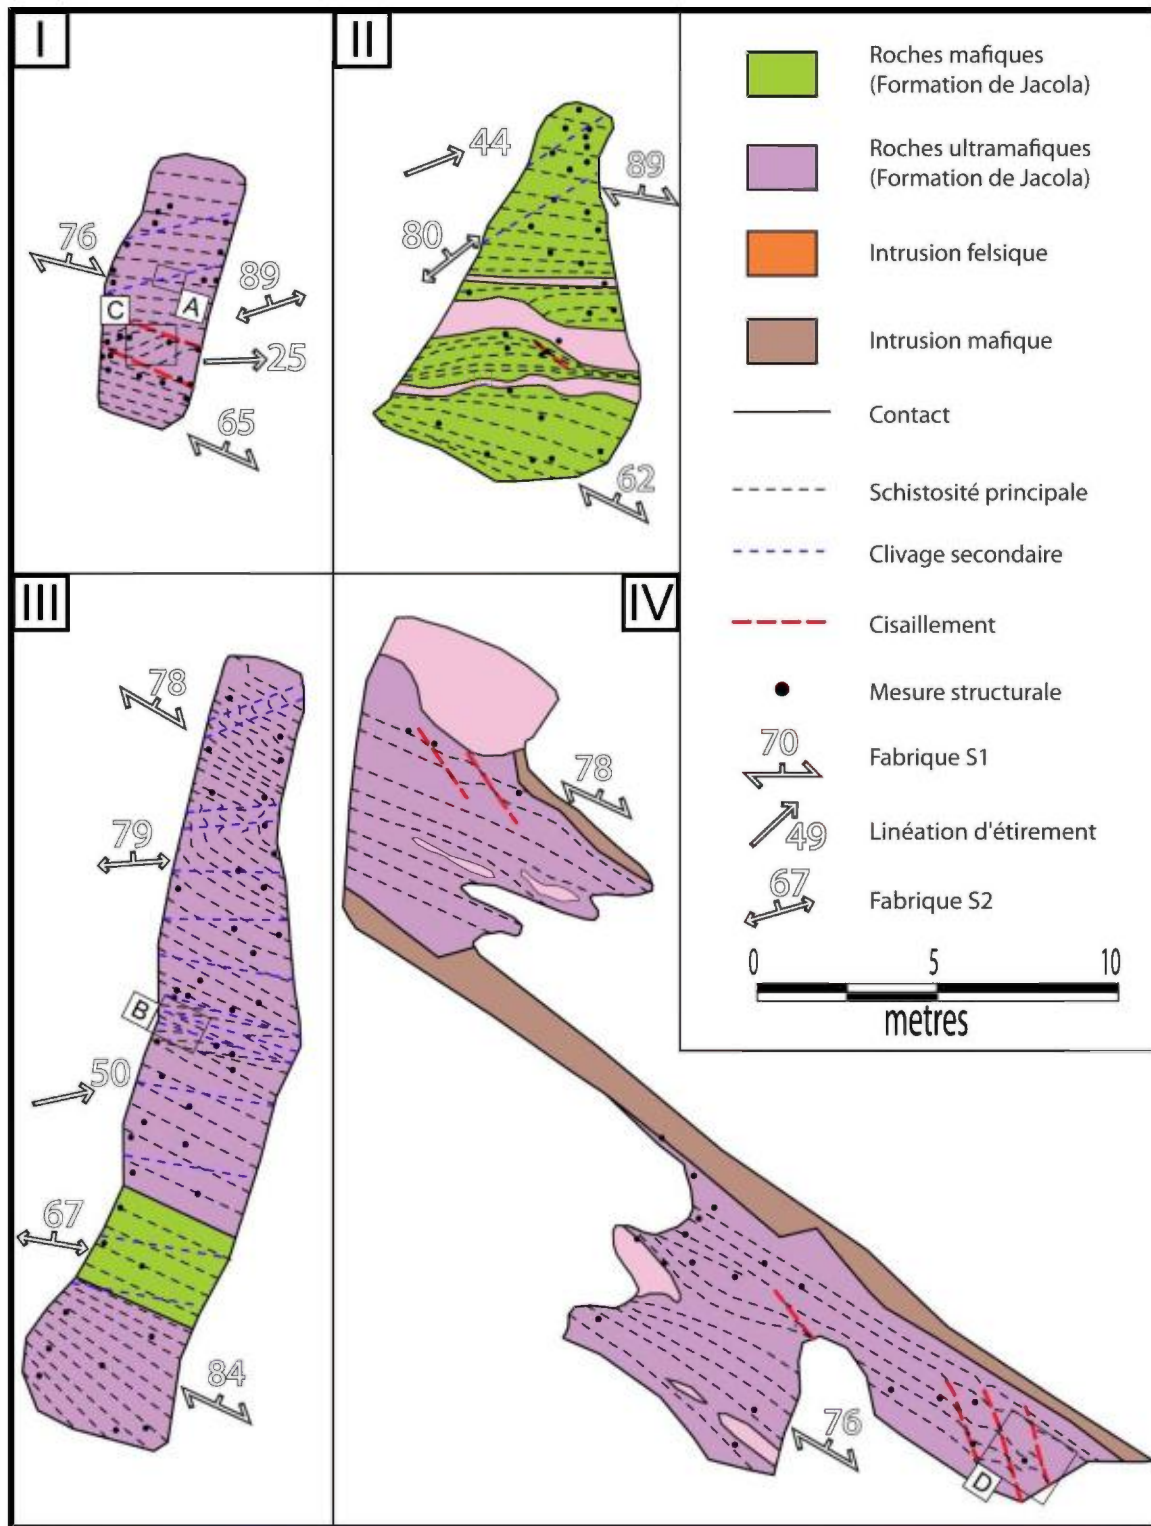 I
76
89
C
A
25
65
II
44
89
80
62
III
78
79
B
50
67
84
IV
78
76
D
Roches mafiques
(Formation de Jacola)
Roches ultramafiques
(Formation de Jacola)
Intrusion felsique
Intrusion mafique
Contact
Schistosité principale
Clivage secondaire
Cisaillement
Mesure structurale
70
Fabrique S1
49
Linéation d'étirement
67
Fabrique S2
0 5 10
metres